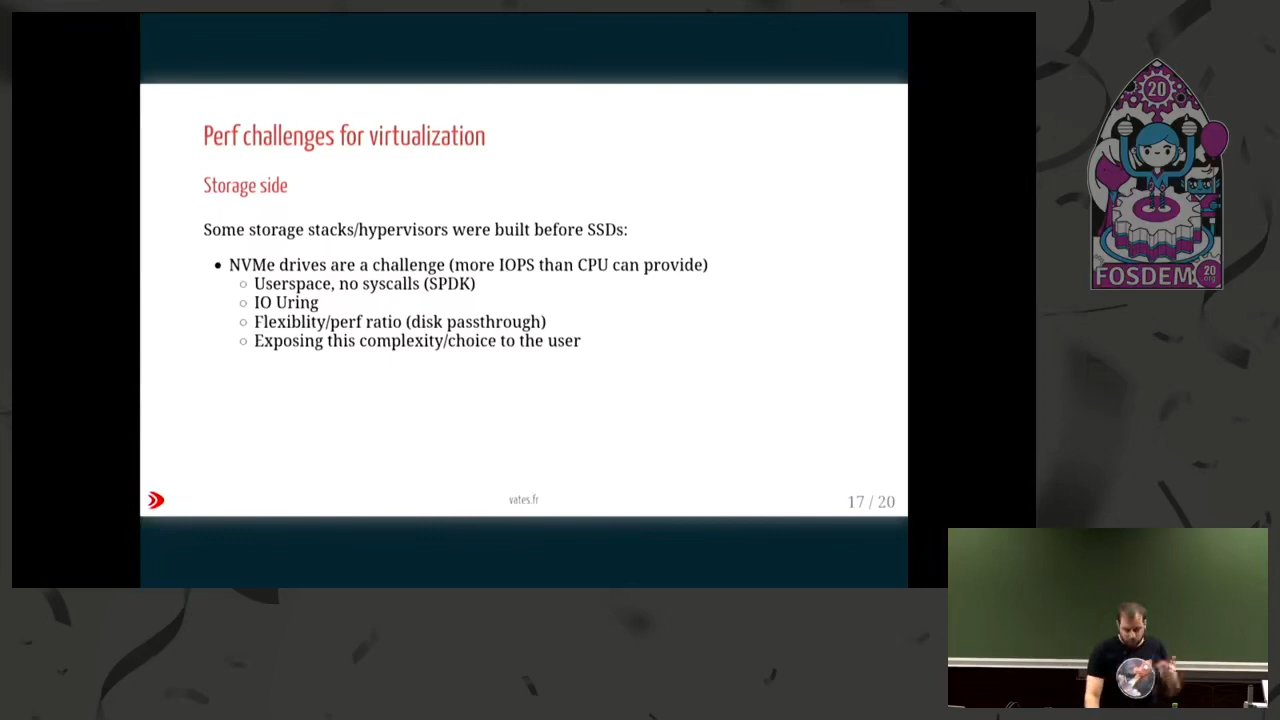 Perf challenges for virtualization
Storage side
Some storage stacks/hypervisors were built before SSDs:
• NVMe drives are a challenge (more IOPS than CPU can provide)
○ Userspace, no syscalls (SPDK)
○ IO Uring
○ Flexiblity/perf ratio (disk passthrough)
○ Exposing this complexity/choice to the user
vates.fr
17 / 20
20
FOSDEM
20
.org